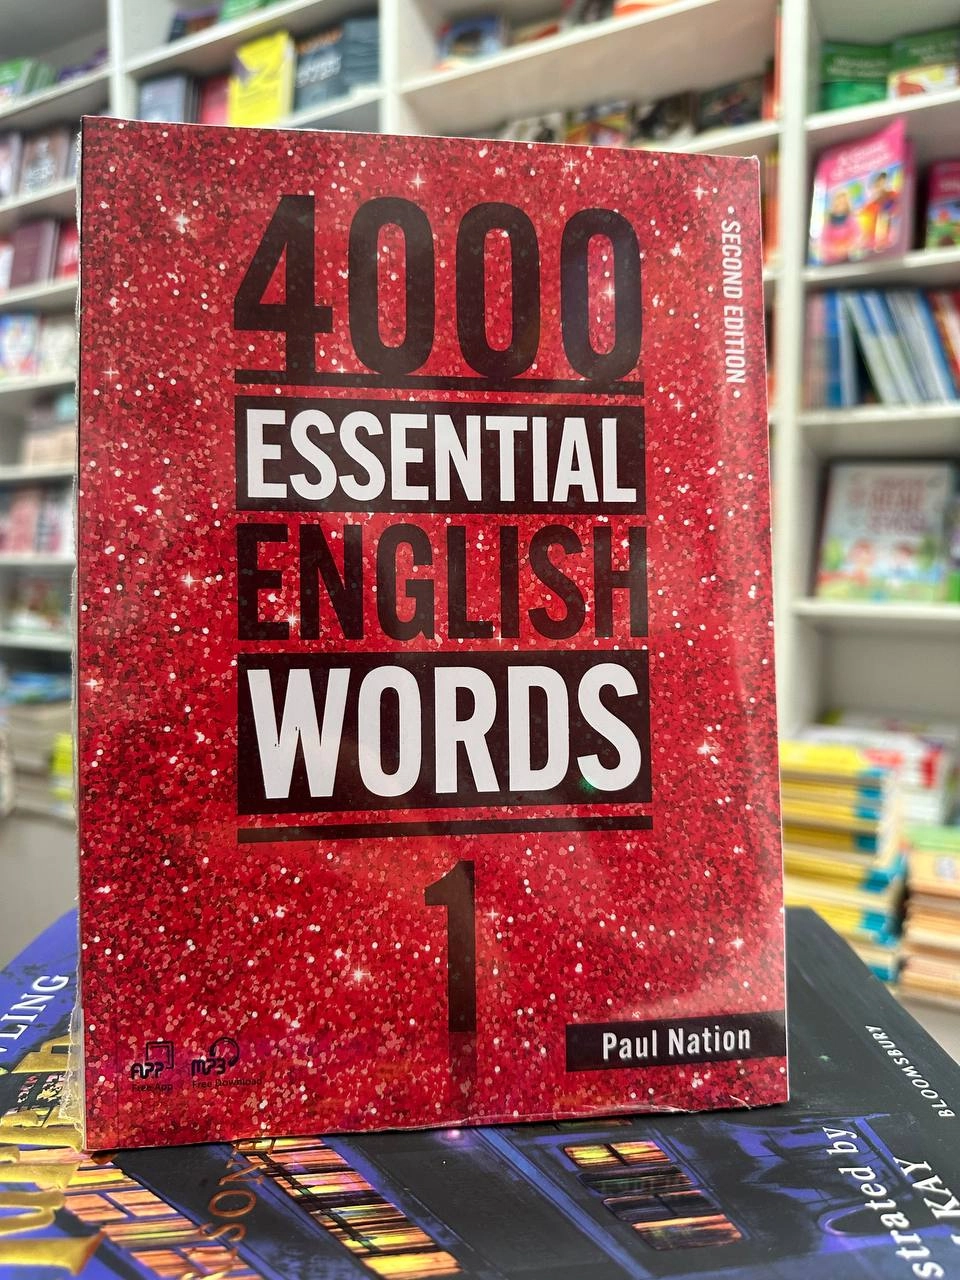 4000
ESSENTIAL
ENGLISH
WORDS
1
SECOND EDITION
Paul Nation
APP
Free App
MP3
Free Download
BLOOMSBURY
LING
strated by
KAY